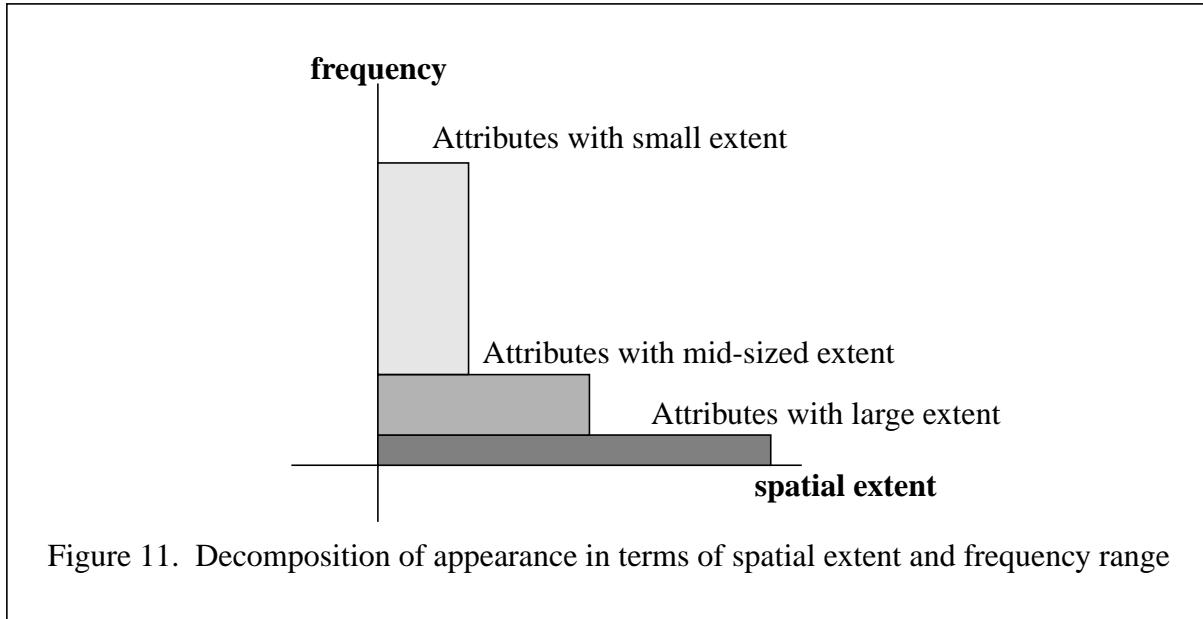 frequency
Attributes with small extent
Attributes with mid-sized extent
Attributes with large extent
spatial extent
Figure 11.  Decomposition of appearance in terms of spatial extent and frequency range